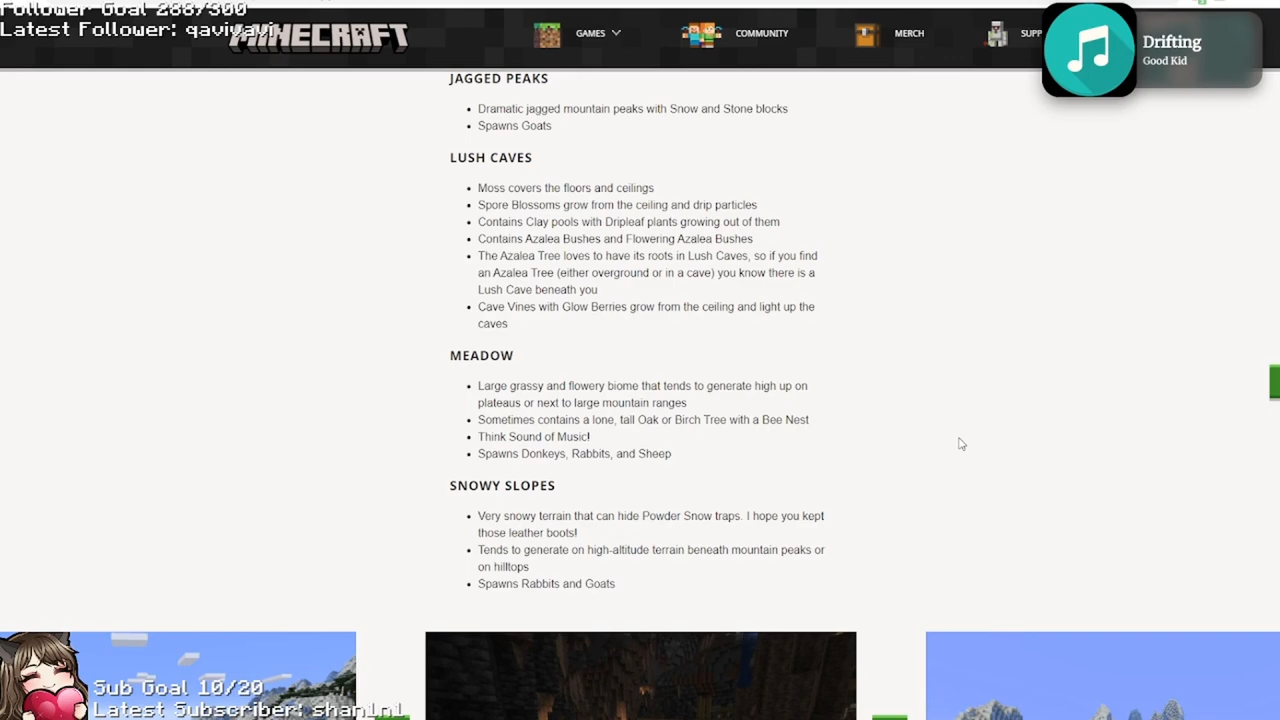 Follower Goal 288/300
Latest Follower: qavivavi
MINECRAFT
GAMES
COMMUNITY
MERCH
SUPP
Drifting
Good Kid
JAGGED PEAKS
• Dramatic jagged mountain peaks with Snow and Stone blocks
• Spawns Goats
LUSH CAVES
• Moss covers the floors and ceilings
• Spore Blossoms grow from the ceiling and drip particles
• Contains Clay pools with Dripleaf plants growing out of them
• Contains Azalea Bushes and Flowering Azalea Bushes
• The Azalea Tree loves to have its roots in Lush Caves, so if you find
an Azalea Tree (either overground or in a cave) you know there is a
Lush Cave beneath you
• Cave Vines with Glow Berries grow from the ceiling and light up the
caves
MEADOW
• Large grassy and flowery biome that tends to generate high up on
plateaus or next to large mountain ranges
• Sometimes contains a lone, tall Oak or Birch Tree with a Bee Nest
• Think Sound of Music!
• Spawns Donkeys, Rabbits, and Sheep
SNOWY SLOPES
• Very snowy terrain that can hide Powder Snow traps. I hope you kept
those leather boots!
• Tends to generate on high-altitude terrain beneath mountain peaks or
on hilltops
• Spawns Rabbits and Goats
Sub Goal 10/20
Latest Subscriber: shan1n1